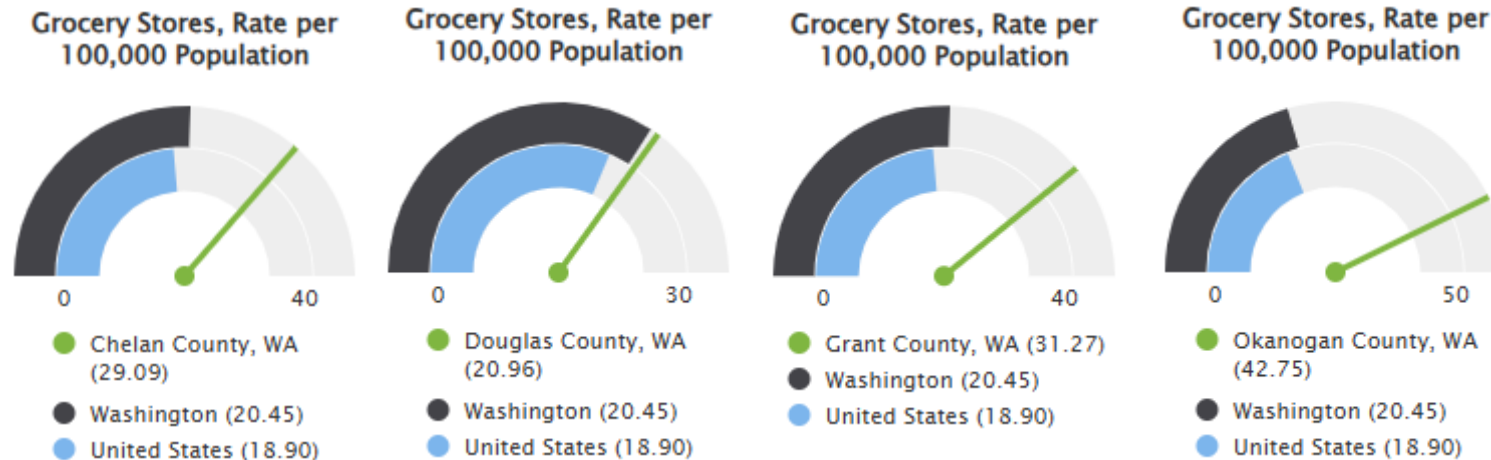 Grocery Stores, Rate per
100,000 Population
0
40
Chelan County, WA
(29.09)
Washington (20.45)
United States (18.90)
Grocery Stores, Rate per
100,000 Population
0
30
Douglas County, WA
(20.96)
Washington (20.45)
United States (18.90)
Grocery Stores, Rate per
100,000 Population
0
40
Grant County, WA (31.27)
Washington (20.45)
United States (18.90)
Grocery Stores, Rate per
100,000 Population
0
50
Okanogan County, WA
(42.75)
Washington (20.45)
United States (18.90)